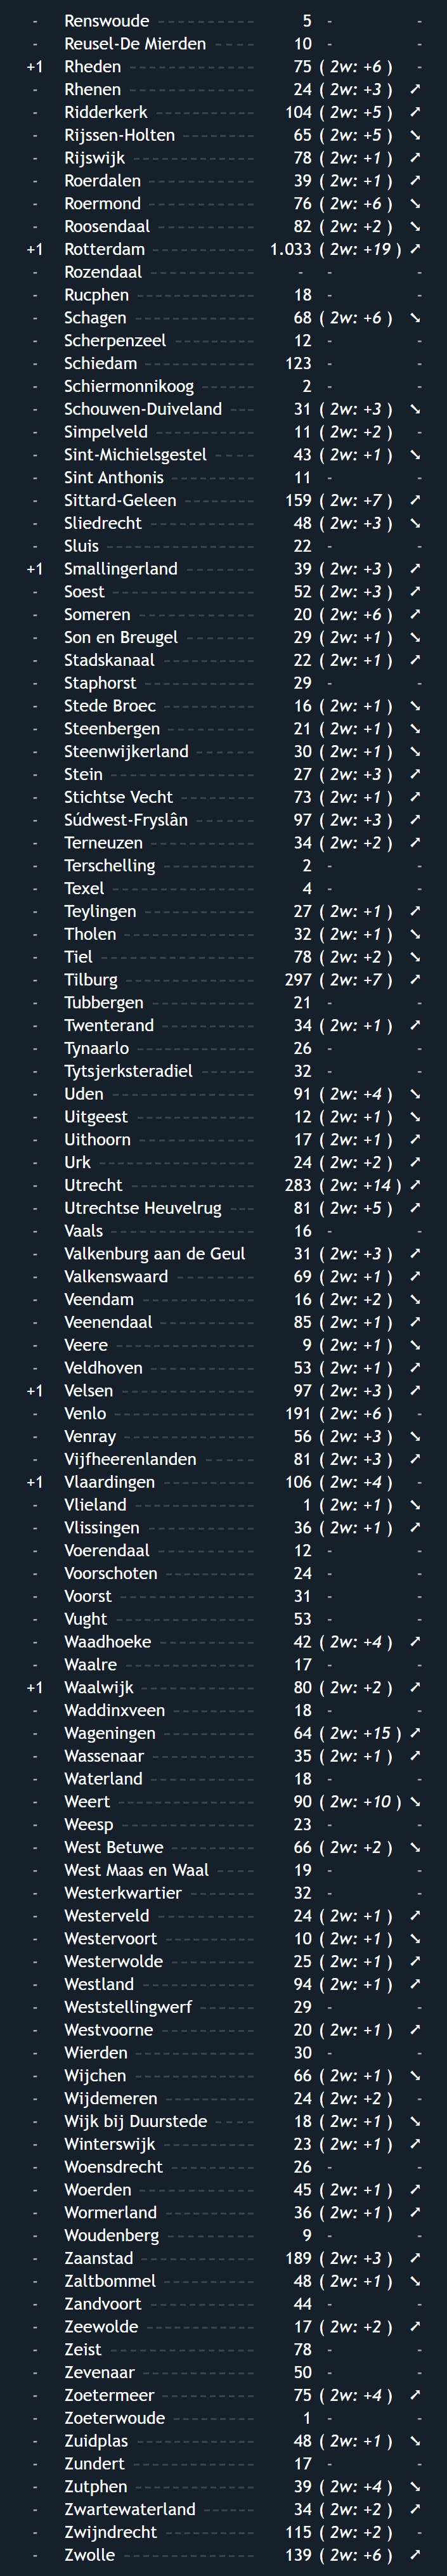 - Renswoude 5 - -
- Reusel-De Mierden 10 - -
+1 Rheden 75 ( 2w: +6 ) -
- Rhenen 24 ( 2w: +3 ) ↗
- Ridderkerk 104 ( 2w: +5 ) ↗
- Rijssen-Holten 65 ( 2w: +5 ) ↘
- Rijswijk 78 ( 2w: +1 ) ↗
- Roerdalen 39 ( 2w: +1 ) ↗
- Roermond 76 ( 2w: +6 ) ↘
- Roosendaal 82 ( 2w: +2 ) ↘
+1 Rotterdam 1.033 ( 2w: +19 ) ↗
- Rozendaal - - -
- Rucphen 18 - -
- Schagen 68 ( 2w: +6 ) ↘
- Scherpenzeel 12 - -
- Schiedam 123 - -
- Schiermonnikoog 2 - -
- Schouwen-Duiveland 31 ( 2w: +3 ) ↘
- Simpelveld 11 ( 2w: +2 ) -
- Sint-Michielsgestel 43 ( 2w: +1 ) ↘
- Sint Anthonis 11 - -
- Sittard-Geleen 159 ( 2w: +7 ) ↗
- Sliedrecht 48 ( 2w: +3 ) ↘
- Sluis 22 - -
+1 Smallingerland 39 ( 2w: +3 ) ↗
- Soest 52 ( 2w: +3 ) ↗
- Someren 20 ( 2w: +6 ) ↗
- Son en Breugel 29 ( 2w: +1 ) ↘
- Stadskanaal 22 ( 2w: +1 ) ↗
- Staphorst 29 - -
- Stede Broec 16 ( 2w: +1 ) ↘
- Steenbergen 21 ( 2w: +1 ) ↘
- Steenwijkerland 30 ( 2w: +1 ) ↘
- Stein 27 ( 2w: +3 ) ↗
- Stichtse Vecht 73 ( 2w: +1 ) ↗
- Súdwest-Fryslân 97 ( 2w: +3 ) ↗
- Terneuzen 34 ( 2w: +2 ) ↗
- Terschelling 2 - -
- Texel 4 - -
- Teylingen 27 ( 2w: +1 ) ↗
- Tholen 32 ( 2w: +1 ) ↘
- Tiel 78 ( 2w: +2 ) ↘
- Tilburg 297 ( 2w: +7 ) ↗
- Tubbergen 21 - -
- Twenterand 34 ( 2w: +1 ) ↗
- Tynaarlo 26 - -
- Tytsjerksteradiel 32 - -
- Uden 91 ( 2w: +4 ) ↘
- Uitgeest 12 ( 2w: +1 ) ↘
- Uithoorn 17 ( 2w: +1 ) ↗
- Urk 24 ( 2w: +2 ) ↗
- Utrecht 283 ( 2w: +14 ) ↗
- Utrechtse Heuvelrug 81 ( 2w: +5 ) ↗
- Vaals 16 - -
- Valkenburg aan de Geul 31 ( 2w: +3 ) ↗
- Valkenswaard 69 ( 2w: +1 ) ↗
- Veendam 16 ( 2w: +2 ) ↘
- Veenendaal 85 ( 2w: +1 ) ↗
- Veere 9 ( 2w: +1 ) ↘
- Veldhoven 53 ( 2w: +1 ) ↗
+1 Velsen 97 ( 2w: +3 ) ↗
- Venlo 191 ( 2w: +6 ) -
- Venray 56 ( 2w: +3 ) ↘
- Vijfheerenlanden 81 ( 2w: +3 ) ↗
+1 Vlaardingen 106 ( 2w: +4 ) -
- Vlieland 1 ( 2w: +1 ) ↘
- Vlissingen 36 ( 2w: +1 ) ↗
- Voerendaal 12 - -
- Voorschoten 24 - -
- Voorst 31 - -
- Vught 53 - -
- Waadhoeke 42 ( 2w: +4 ) ↗
- Waalre 17 - -
+1 Waalwijk 80 ( 2w: +2 ) ↗
- Waddinxveen 18 - -
- Wageningen 64 ( 2w: +15 ) ↗
- Wassenaar 35 ( 2w: +1 ) ↗
- Waterland 18 - -
- Weert 90 ( 2w: +10 ) ↘
- Weesp 23 - -
- West Betuwe 66 ( 2w: +2 ) ↘
- West Maas en Waal 19 - -
- Westerkwartier 32 - -
- Westerveld 24 ( 2w: +1 ) ↗
- Westervoort 10 ( 2w: +1 ) ↘
- Westerwolde 25 ( 2w: +1 ) ↗
- Westland 94 ( 2w: +1 ) ↗
- Weststellingwerf 29 - -
- Westvoorne 20 ( 2w: +1 ) ↗
- Wierden 30 - -
- Wijchen 66 ( 2w: +1 ) ↘
- Wijdemeren 24 ( 2w: +2 ) -
- Wijk bij Duurstede 18 ( 2w: +1 ) ↘
- Winterswijk 23 ( 2w: +1 ) ↗
- Woensdrecht 26 - -
- Woerden 45 ( 2w: +1 ) ↗
- Wormerland 36 ( 2w: +1 ) ↗
- Woudenberg 9 - -
- Zaanstad 189 ( 2w: +3 ) ↗
- Zaltbommel 48 ( 2w: +1 ) ↘
- Zandvoort 44 - -
- Zeewolde 17 ( 2w: +2 ) ↗
- Zeist 78 - -
- Zevenaar 50 - -
- Zoetermeer 75 ( 2w: +4 ) ↗
- Zoeterwoude 1 - -
- Zuidplas 48 ( 2w: +1 ) ↘
- Zundert 17 - -
- Zutphen 39 ( 2w: +4 ) ↘
- Zwartewaterland 34 ( 2w: +2 ) ↗
- Zwijndrecht 115 ( 2w: +2 ) -
- Zwolle 139 ( 2w: +6 ) ↗